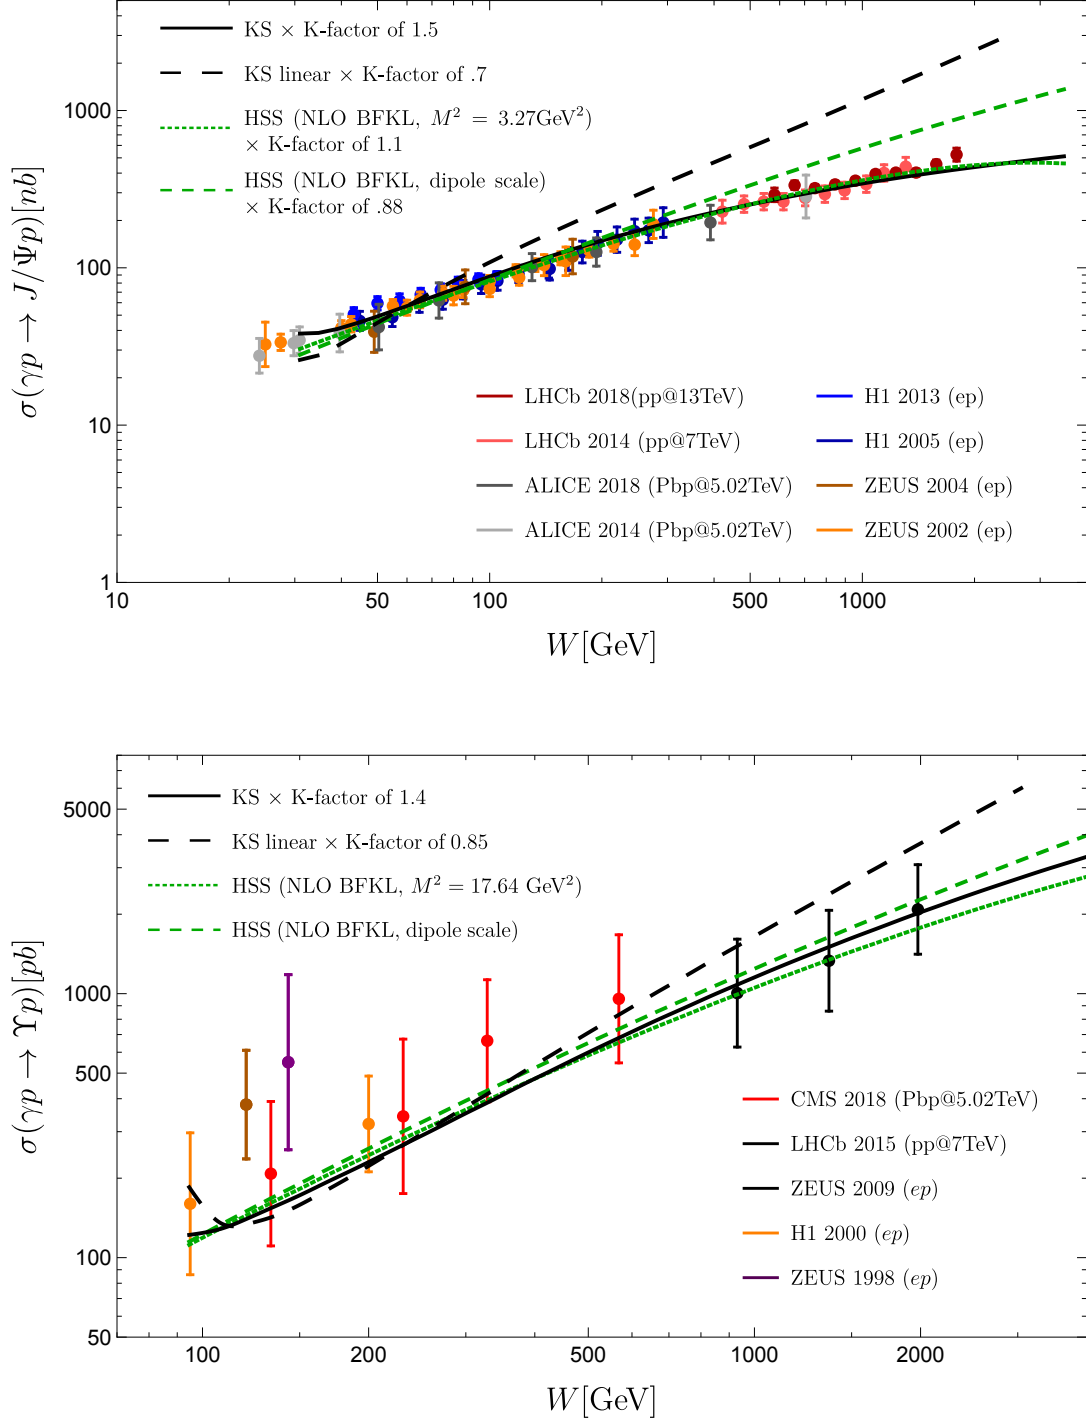 KS × K-factor of 1.5
KS linear × K-factor of .7
HSS (NLO BFKL, M² = 3.27GeV²)
× K-factor of 1.1
HSS (NLO BFKL, dipole scale)
× K-factor of .88
σ(γp → J/Ψp)[nb]
1000
100
10
1
LHCb 2018(pp@13TeV)
LHCb 2014 (pp@7TeV)
ALICE 2018 (Pbp@5.02TeV)
ALICE 2014 (Pbp@5.02TeV)
H1 2013 (ep)
H1 2005 (ep)
ZEUS 2004 (ep)
ZEUS 2002 (ep)
10 50 100 500 1000
W[GeV]
KS × K-factor of 1.4
KS linear × K-factor of 0.85
HSS (NLO BFKL, M² = 17.64 GeV²)
HSS (NLO BFKL, dipole scale)
σ(γp → Υp)[pb]
5000
1000
500
100
50
CMS 2018 (Pbp@5.02TeV)
LHCb 2015 (pp@7TeV)
ZEUS 2009 (ep)
H1 2000 (ep)
ZEUS 1998 (ep)
100 200 500 1000 2000
W[GeV]